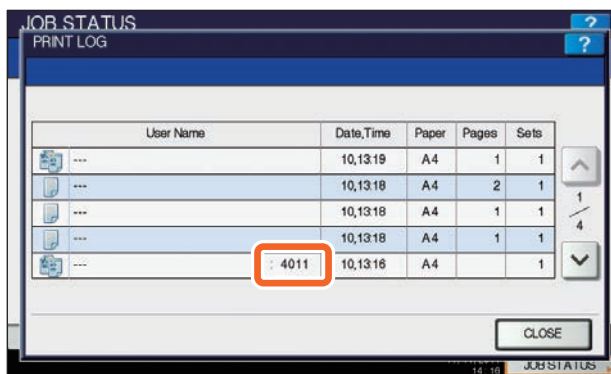 JOB STATUS ?
PRINT LOG ?
User Name Date,Time Paper Pages Sets
--- 10,13:19 A4 1 1
--- 10,13:18 A4 2 1
--- 10,13:18 A4 1 1
--- 10,13:18 A4 1 1
--- : 4011 10,13:16 A4 1
1/4
CLOSE
14:16 JOB STATUS